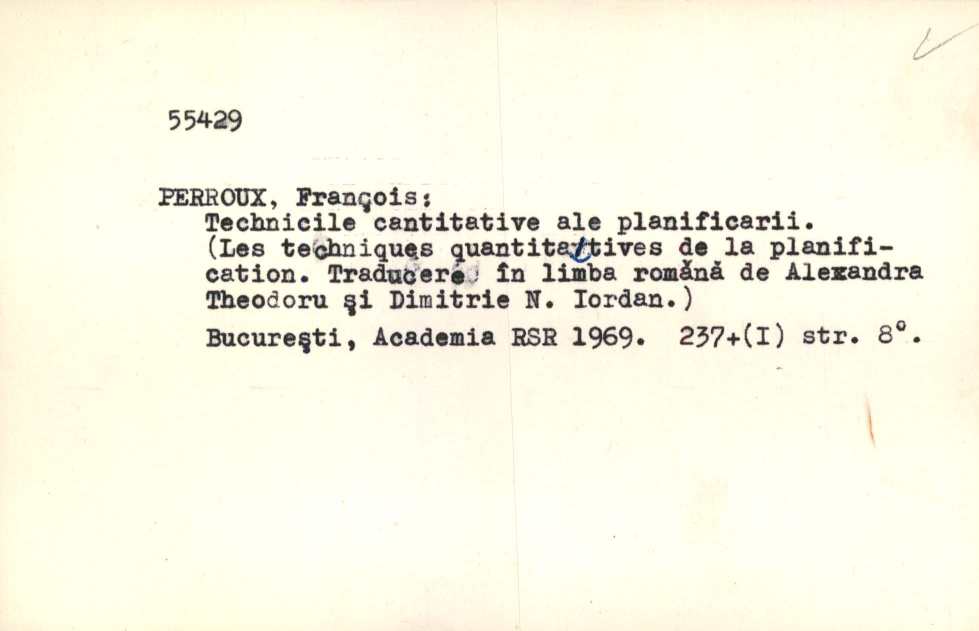 55429
PERROUX, François:
Technicile cantitative ale planificarii.
(Les techniques quantitatives de la planifi-
cation. Traducere în limba română de Alexandra
Theodoru şi Dimitrie N. Iordan.)
Bucureşti, Academia RSR 1969. 237+(I) str. 8°.